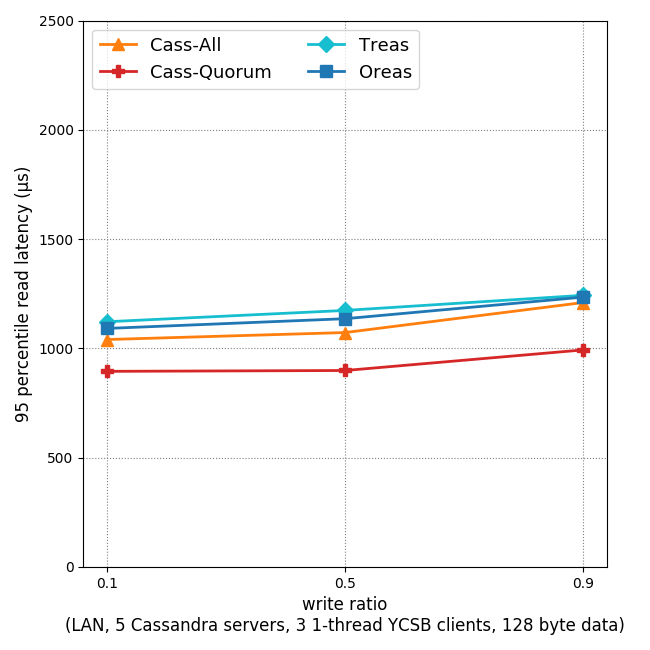 2500
2000
1500
1000
500
0
95 percentile read latency (μs)
Cass-All
Cass-Quorum
Treas
Oreas
0.1
0.5
0.9
write ratio
(LAN, 5 Cassandra servers, 3 1-thread YCSB clients, 128 byte data)